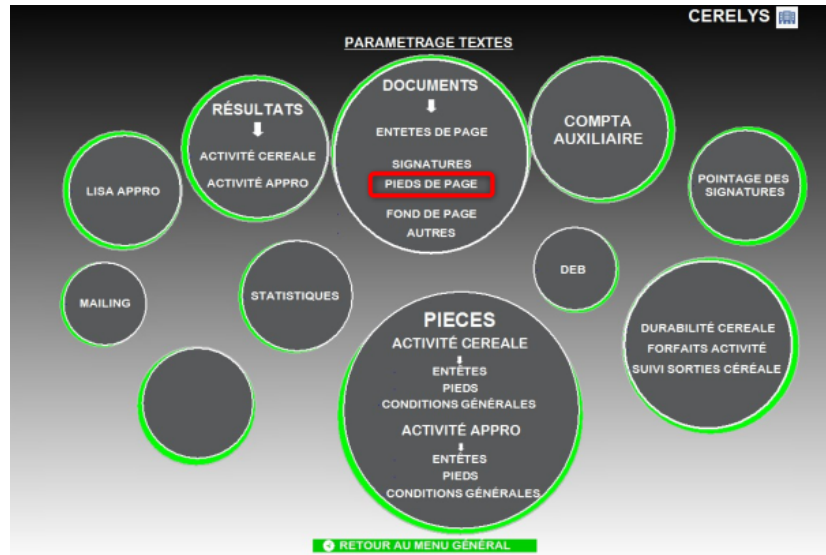 CERELYS
PARAMETRAGE TEXTES
DOCUMENTS
ENTETES DE PAGE
SIGNATURES
PIEDS DE PAGE
FOND DE PAGE
AUTRES
RÉSULTATS
ACTIVITÉ CEREALE
ACTIVITÉ APPRO
COMPTA
AUXILIAIRE
LISA APPRO
POINTAGE DES
SIGNATURES
MAILING
STATISTIQUES
DEB
PIECES
ACTIVITÉ CEREALE
ENTÊTES
PIEDS
CONDITIONS GÉNÉRALES
ACTIVITÉ APPRO
ENTÊTES
PIEDS
CONDITIONS GÉNÉRALES
DURABILITÉ CEREALE
FORFAITS ACTIVITÉ
SUIVI SORTIES CÉRÉALE
RETOUR AU MENU GÉNÉRAL